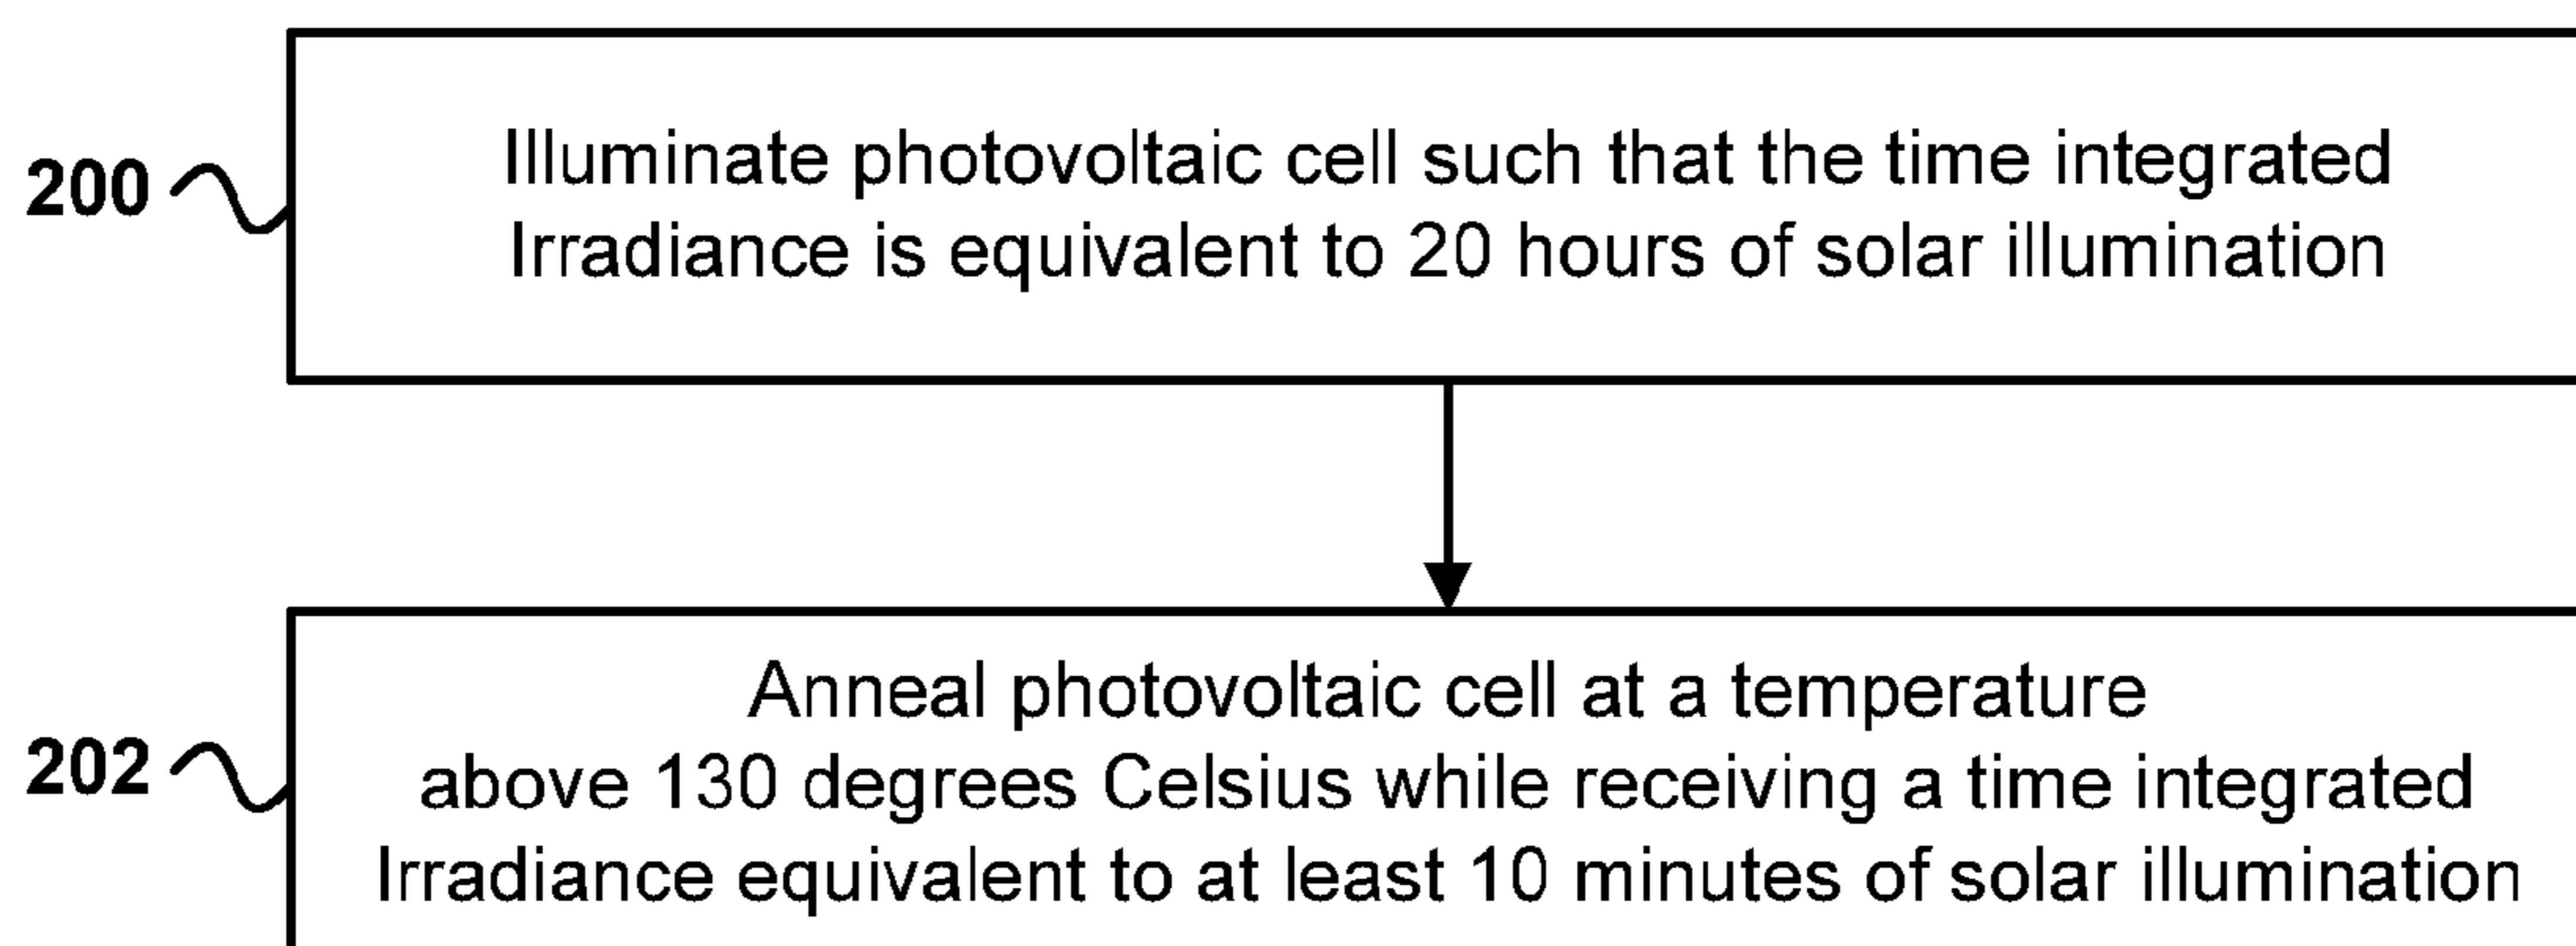 200
Illuminate photovoltaic cell such that the time integrated
Irradiance is equivalent to 20 hours of solar illumination
Anneal photovoltaic cell at a temperature
202
above 130 degrees Celsius while receiving a time integrated
Irradiance equivalent to at least 10 minutes of solar illumination